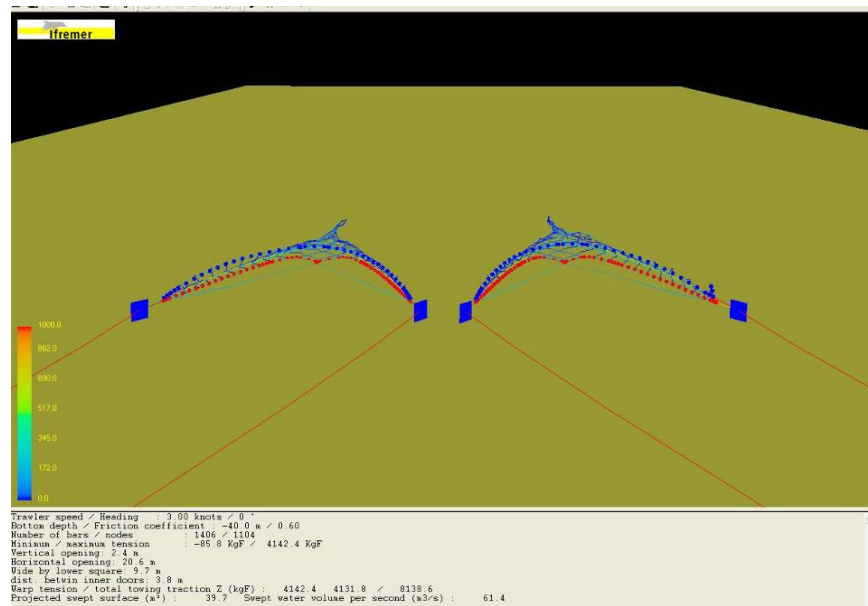 Ifremer
1000.0
862.0
690.0
517.0
345.0
172.0
0.0
Trawler speed / Heading : 3.00 knots / 0 °
Bottom depth / Friction coefficient : -40.0 m / 0.60
Number of bars / nodes : 1406 / 1104
Minimum / maximum tension : -85.8 KgF / 4142.4 KgF
Vertical opening: 2.4 m
Horizontal opening: 20.6 m
Wide by lower square: 9.7 m
dist. betwin inner doors: 3.8 m
Warp tension / total towing traction Z (kgF) : 4142.4 4131.8 / 8138.6
Projected swept surface (m²) : 39.7 Swept water volume per second (m3/s) : 61.4